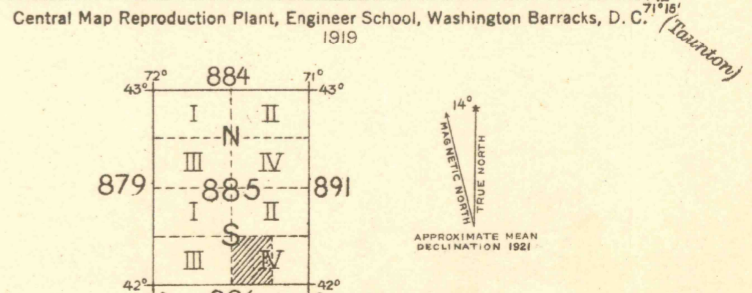 Central Map Reproduction Plant, Engineer School, Washington Barracks, D. C.
1919
71°15'
(Taunton)
72° 884 71°
43° 43°
I II
N
III IV
879 885 891
I II
S
III IV
42° 42°
14°
MAGNETIC NORTH
TRUE NORTH
APPROXIMATE MEAN
DECLINATION 1921